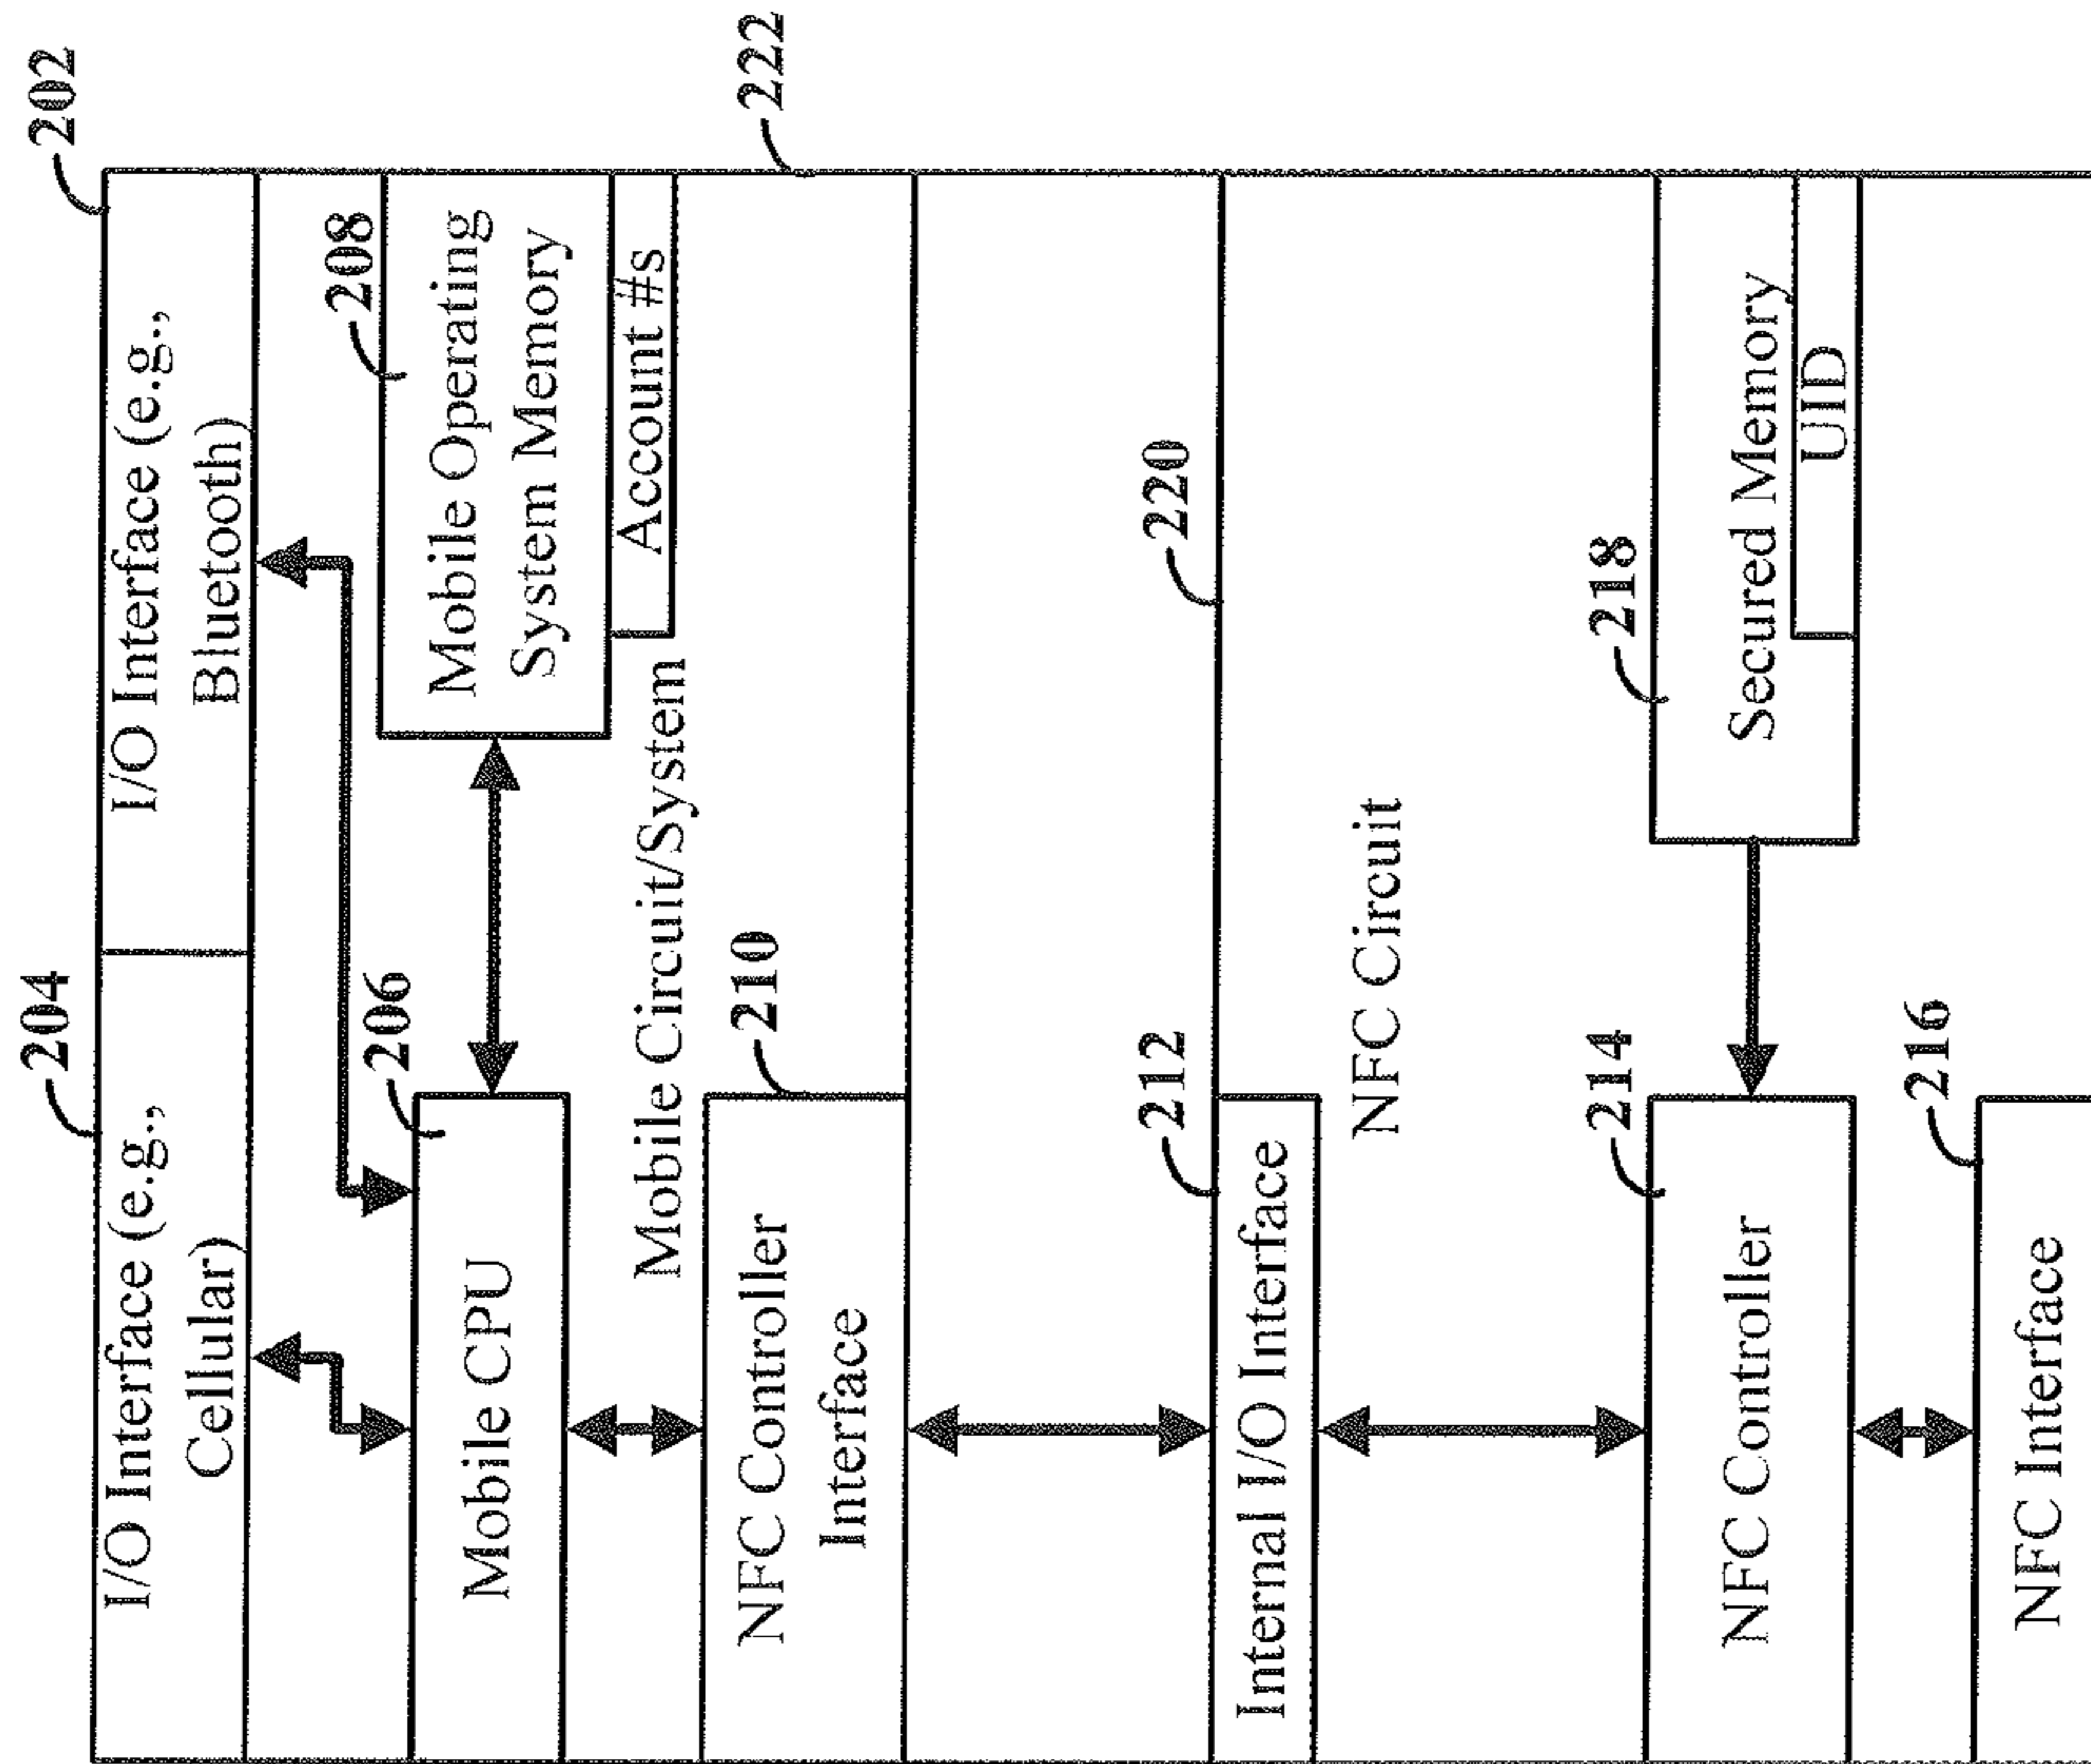 204
202
I/O Interface (e.g.,
Cellular)
I/O Interface (e.g.,
Bluetooth)
206
208
Mobile CPU
Mobile Operating
System Memory
Account #s
Mobile Circuit/System
222
210
NFC Controller
Interface
212
220
Internal I/O Interface
NFC Circuit
214
218
NFC Controller
Secured Memory
UID
216
NFC Interface